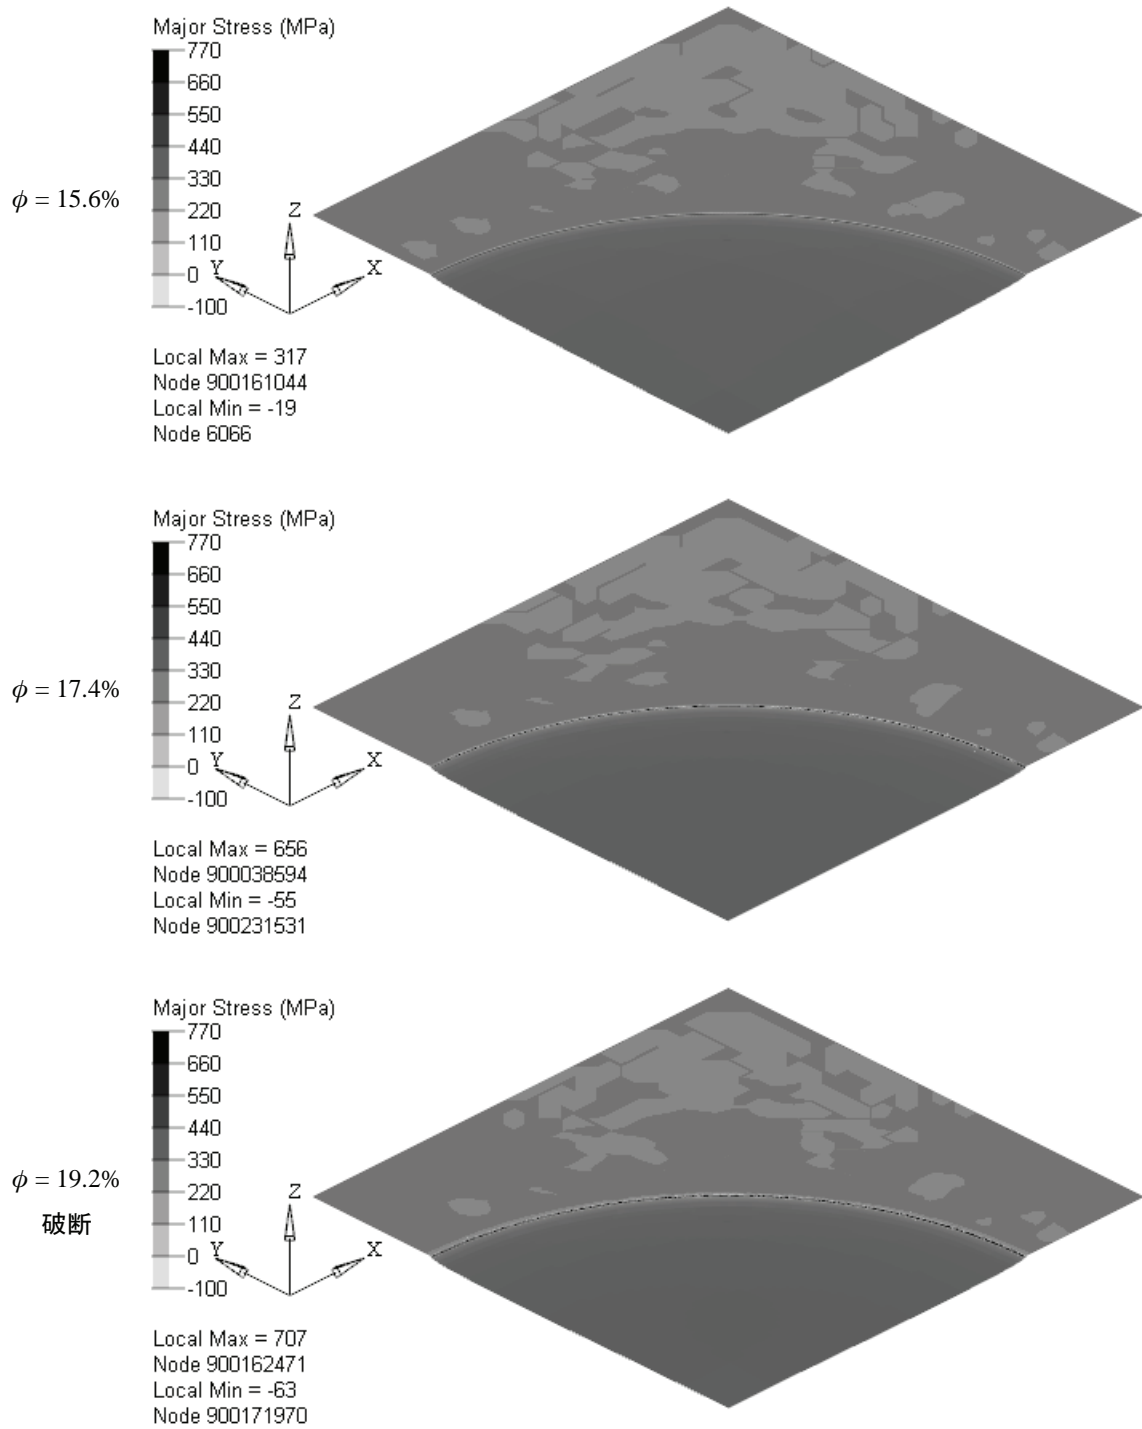 Major Stress (MPa)
770
660
550
440
330
220
110
0
-100
ϕ = 15.6%
Z
Y
X
Local Max = 317
Node 900161044
Local Min = -19
Node 6066
Major Stress (MPa)
770
660
550
440
330
220
110
0
-100
ϕ = 17.4%
Z
Y
X
Local Max = 656
Node 900038594
Local Min = -55
Node 900231531
Major Stress (MPa)
770
660
550
440
330
220
110
0
-100
ϕ = 19.2%
破断
Z
Y
X
Local Max = 707
Node 900162471
Local Min = -63
Node 900171970